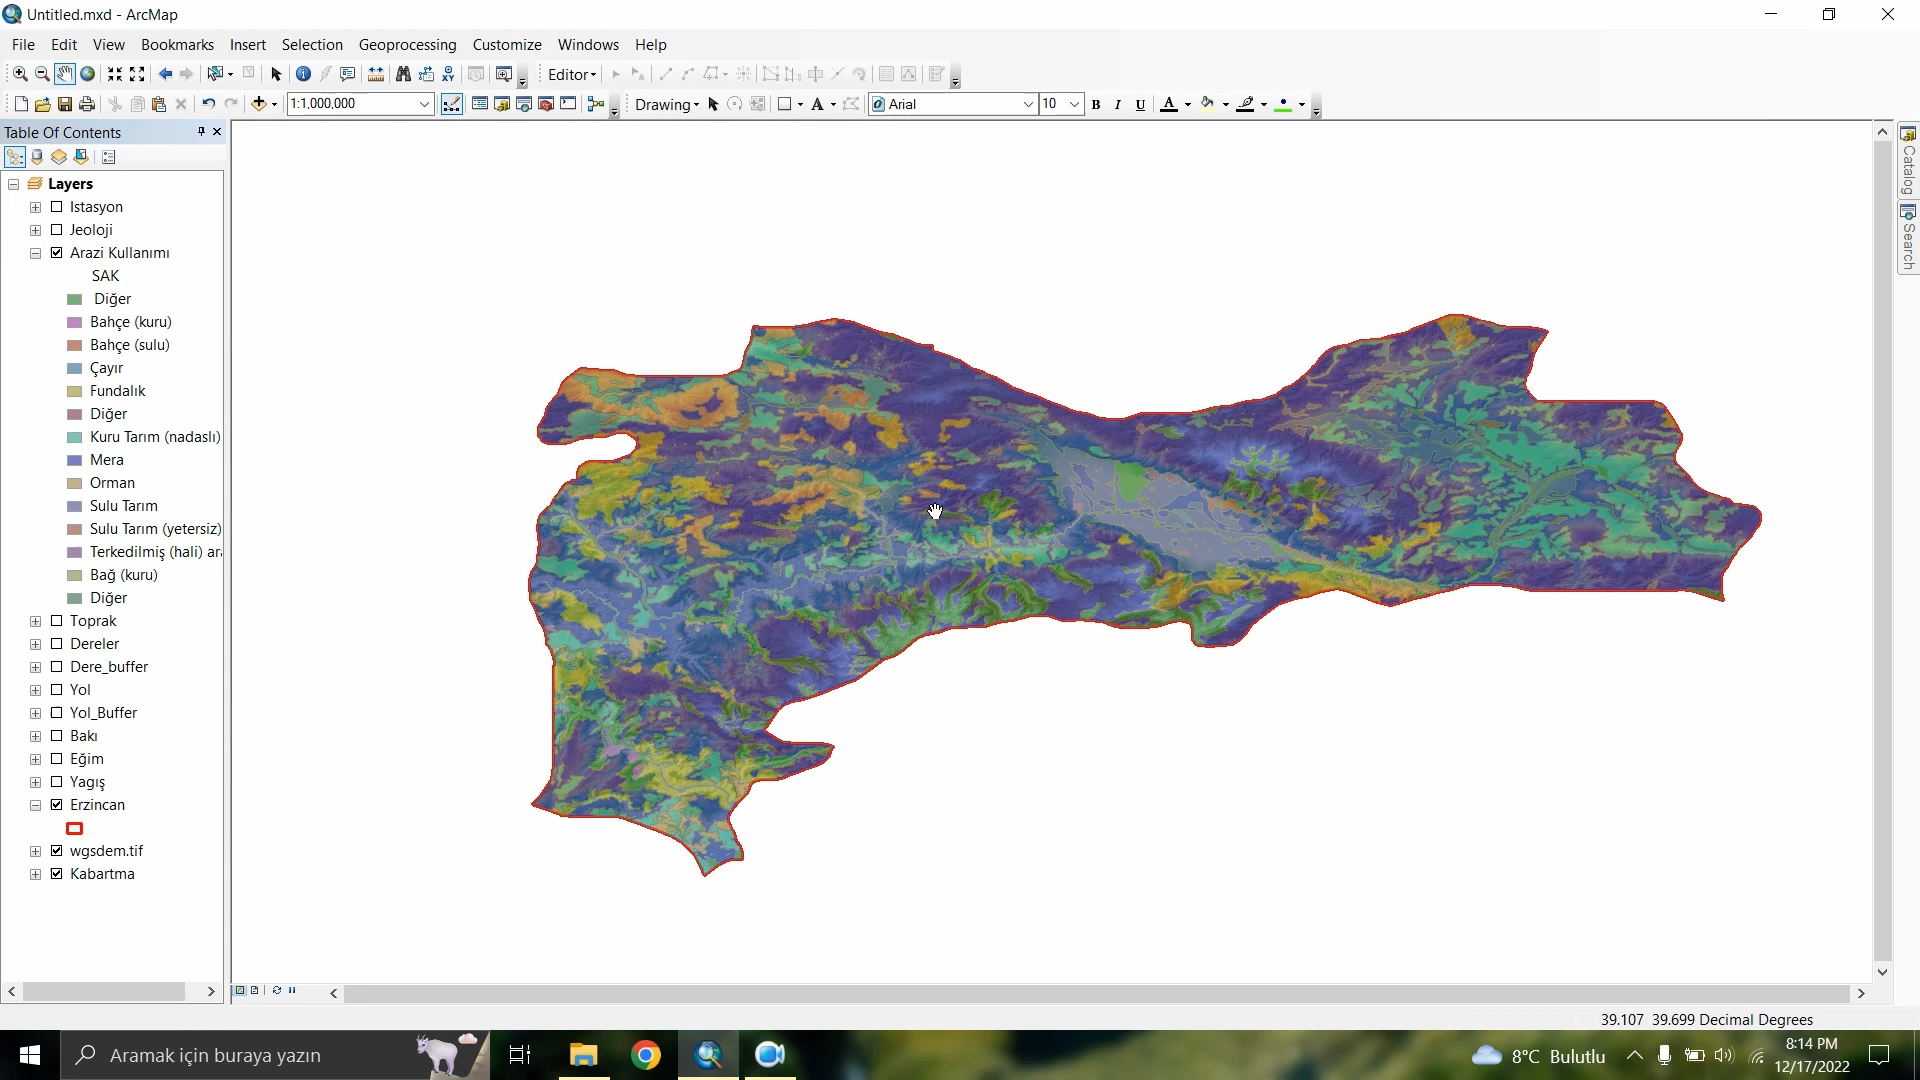 Untitled.mxd - ArcMap
File Edit View Bookmarks Insert Selection Geoprocessing Customize Windows Help
Editor
1:1,000,000 Drawing A Arial 10 B I U A
Table Of Contents
Layers
Istasyon
Jeoloji
Arazi Kullanımı
SAK
Diğer
Bahçe (kuru)
Bahçe (sulu)
Çayır
Fundalık
Diğer
Kuru Tarım (nadaslı)
Mera
Orman
Sulu Tarım
Sulu Tarım (yetersiz)
Terkedilmiş (hali) ara
Bağ (kuru)
Diğer
Toprak
Dereler
Dere_buffer
Yol
Yol_Buffer
Bakı
Eğim
Yagış
Erzincan
wgsdem.tif
Kabartma
Catalog
Search
39.107 39.699 Decimal Degrees
Aramak için buraya yazın
8°C Bulutlu
8:14 PM
12/17/2022